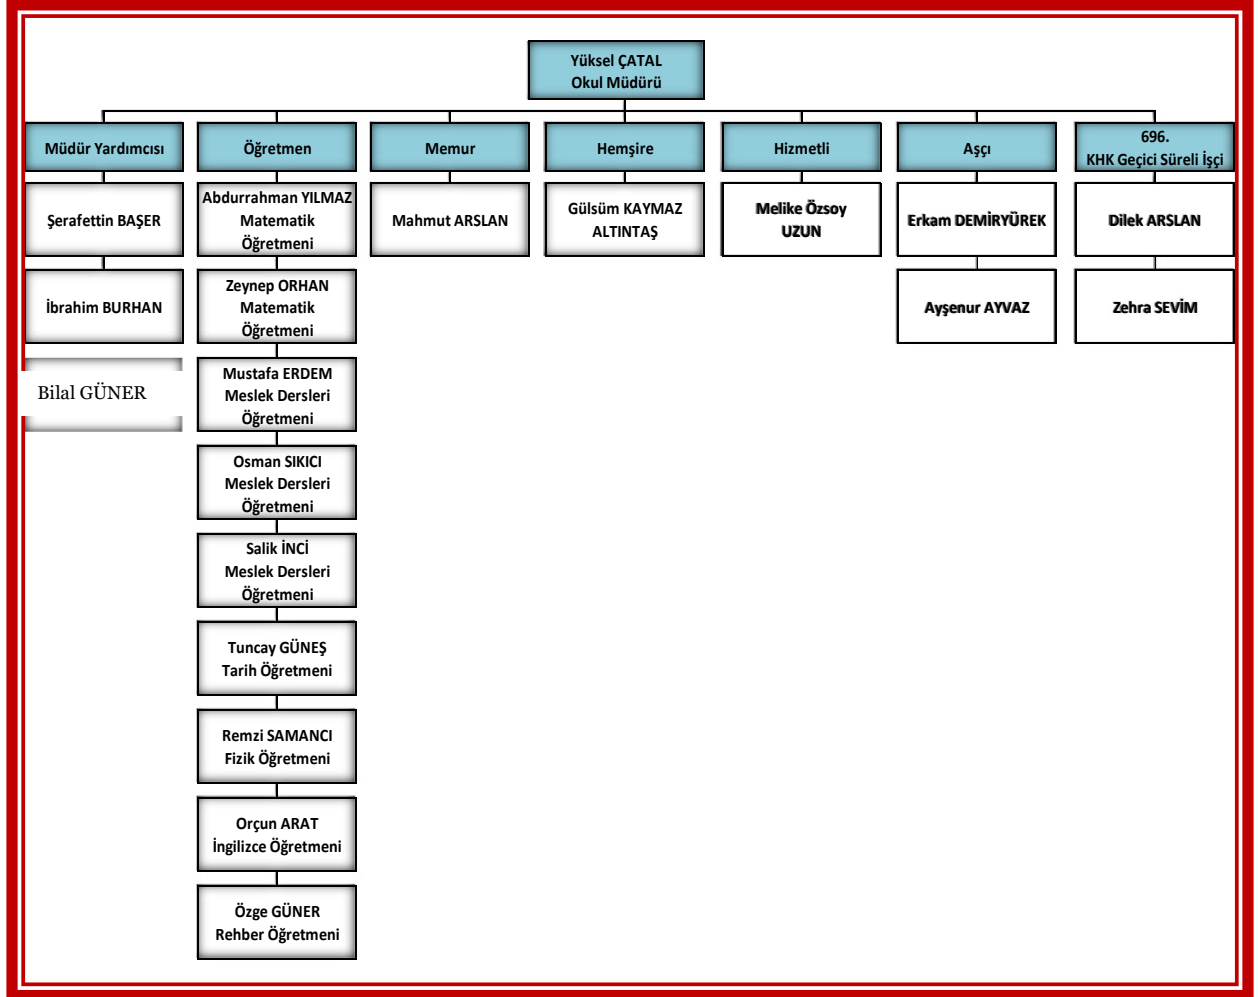 Yüksel ÇATAL
Okul Müdürü
Müdür Yardımcısı
Şerafettin BAŞER
İbrahim BURHAN
Bilal GÜNER
Öğretmen
Abdurrahman YILMAZ
Matematik
Öğretmeni
Zeynep ORHAN
Matematik
Öğretmeni
Mustafa ERDEM
Meslek Dersleri
Öğretmeni
Osman SIKICI
Meslek Dersleri
Öğretmeni
Salik İNCİ
Meslek Dersleri
Öğretmeni
Tuncay GÜNEŞ
Tarih Öğretmeni
Remzi SAMANCI
Fizik Öğretmeni
Orçun ARAT
İngilizce Öğretmeni
Özge GÜNER
Rehber Öğretmeni
Memur
Mahmut ARSLAN
Hemşire
Gülsüm KAYMAZ
ALTINTAŞ
Hizmetli
Melike Özsoy
UZUN
Aşçı
Erkam DEMİRYÜREK
Ayşenur AYVAZ
696.
KHK Geçici Süreli İşçi
Dilek ARSLAN
Zehra SEVİM